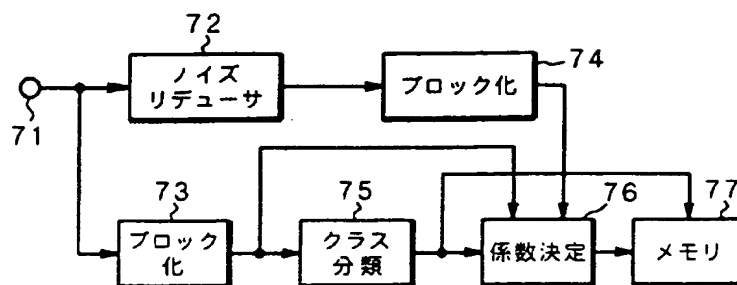 72
ノイズ
リデューサ
74
ブロック化
71
73
ブロック
化
75
クラス
分類
76
係数決定
77
メモリ